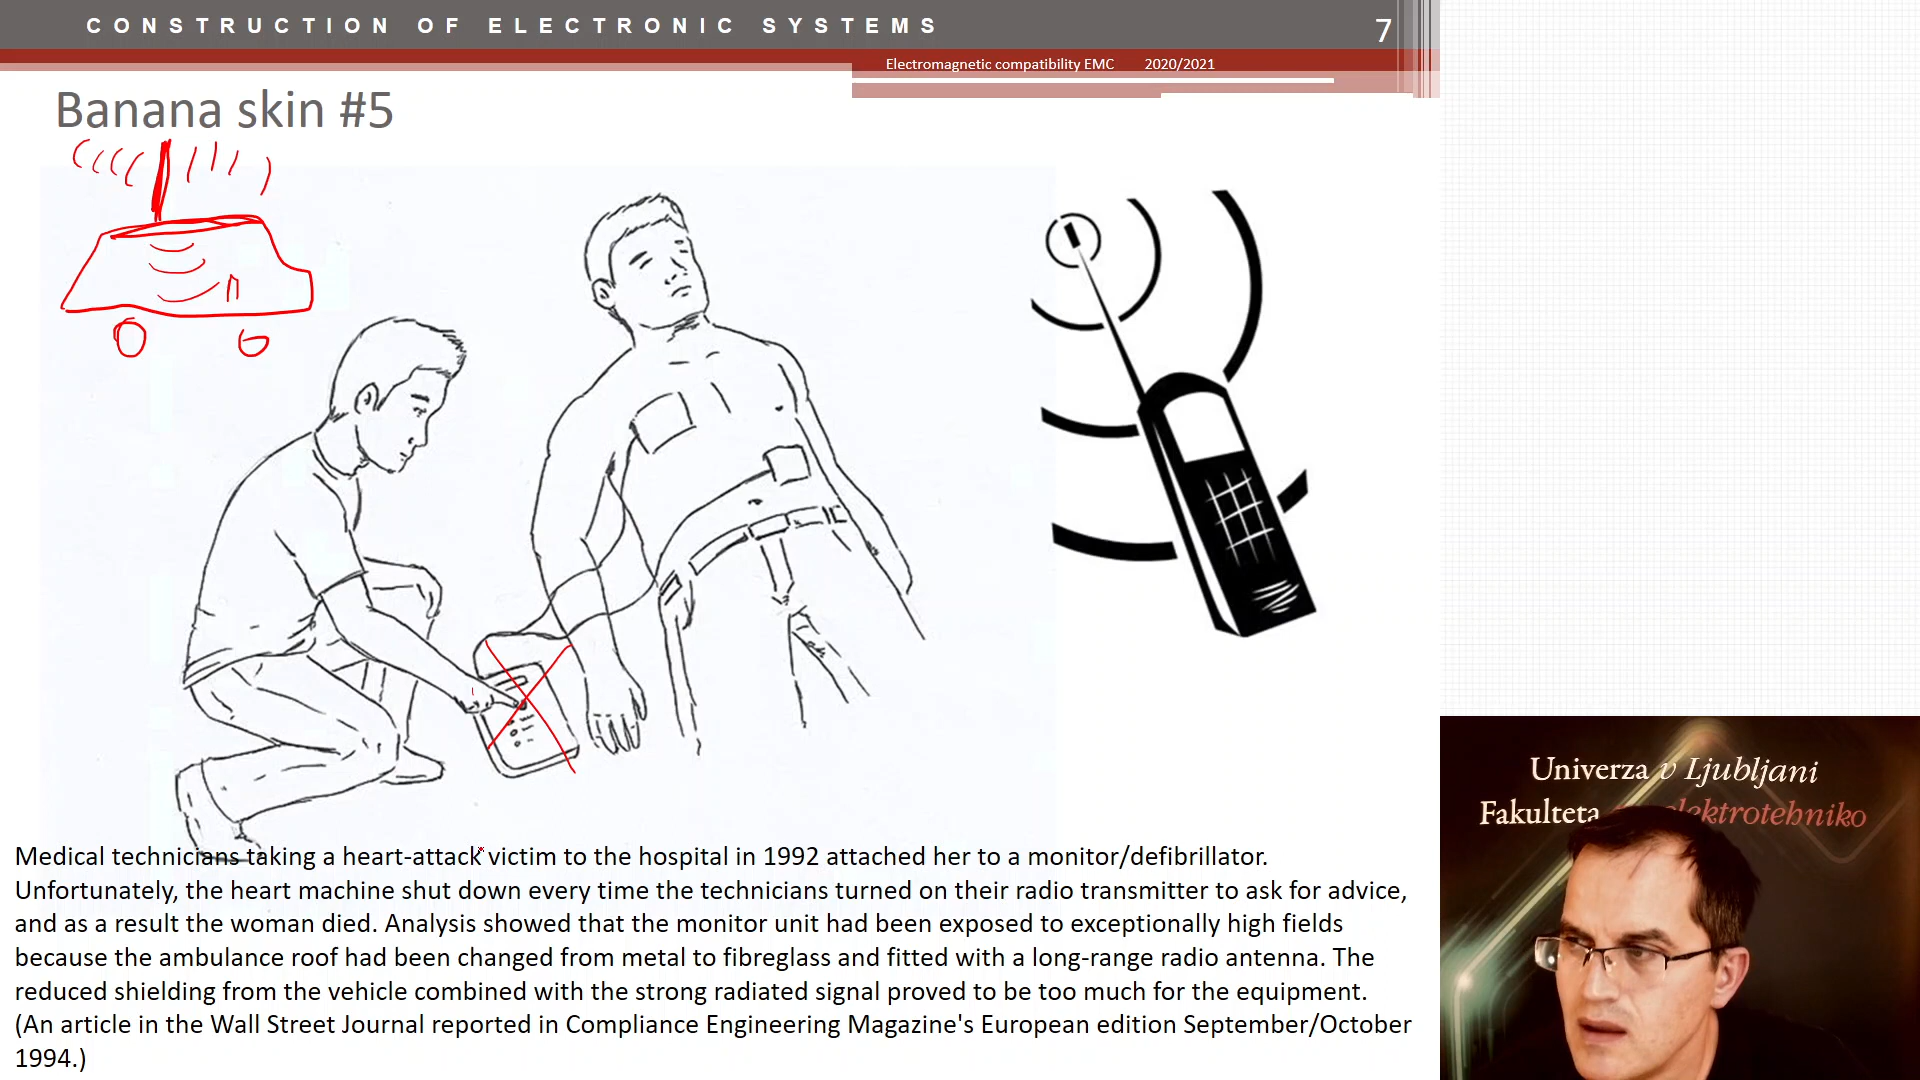 CONSTRUCTION OF ELECTRONIC SYSTEMS
7
Electromagnetic compatibility EMC 2020/2021
Banana skin #5
Medical technicians taking a heart-attack victim to the hospital in 1992 attached her to a monitor/defibrillator.
Unfortunately, the heart machine shut down every time the technicians turned on their radio transmitter to ask for advice,
and as a result the woman died. Analysis showed that the monitor unit had been exposed to exceptionally high fields
because the ambulance roof had been changed from metal to fibreglass and fitted with a long-range radio antenna. The
reduced shielding from the vehicle combined with the strong radiated signal proved to be too much for the equipment.
(An article in the Wall Street Journal reported in Compliance Engineering Magazine's European edition September/October
1994.)
Univerza v Ljubljani
Fakulteta elektrotehniko